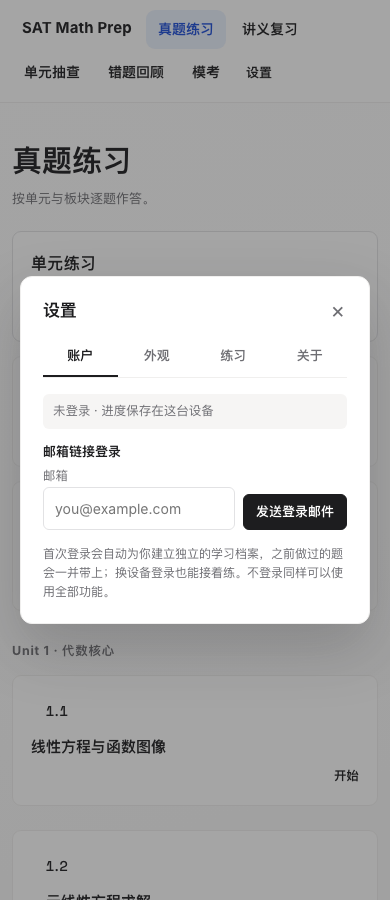 SAT Math Prep
真题练习
讲义复习
单元抽查
错题回顾
模考
设置
真题练习
按单元与板块逐题作答。
单元练习
设置
×
账户
外观
练习
关于
未登录 · 进度保存在这台设备
邮箱链接登录
邮箱
you@example.com
发送登录邮件
首次登录会自动为你建立独立的学习档案，之前做过的题
会一并带上；换设备登录也能接着练。不登录同样可以使
用全部功能。
Unit 1 · 代数核心
1.1
线性方程与函数图像
开始
1.2